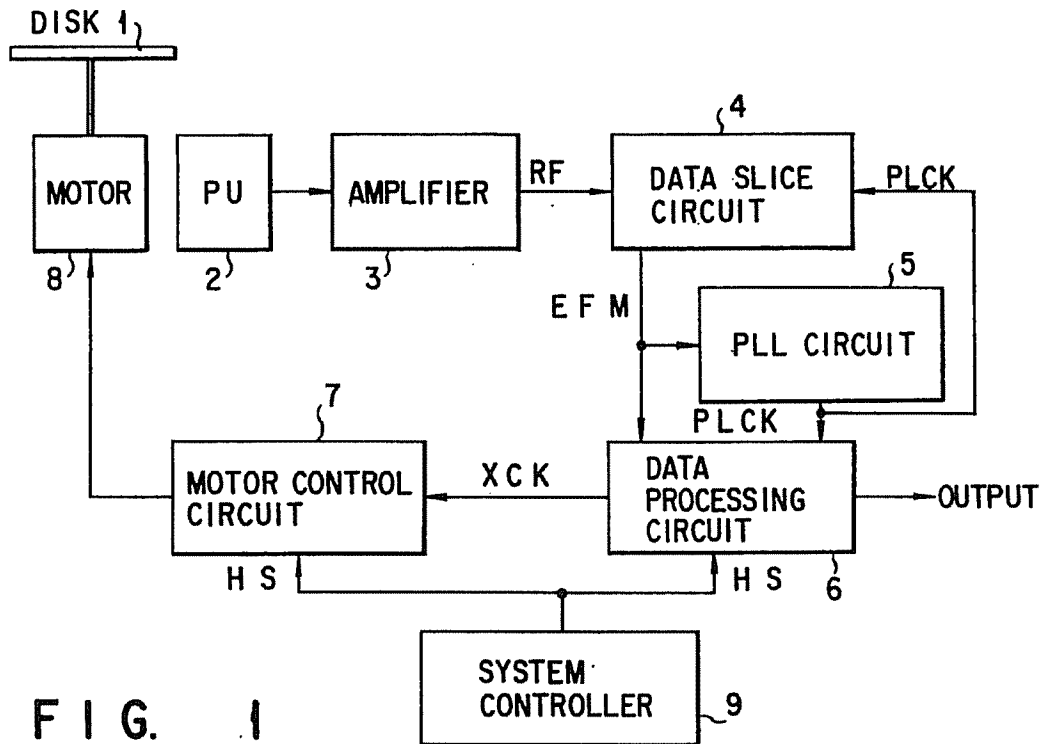 DISK 1
4
MOTOR
PU
AMPLIFIER
RF
DATA SLICE
CIRCUIT
PLCK
8
2
3
5
EFM
PLL CIRCUIT
7
PLCK
MOTOR CONTROL
CIRCUIT
XCK
DATA
PROCESSING
CIRCUIT
OUTPUT
HS
HS
6
SYSTEM
CONTROLLER
9
FIG. 1